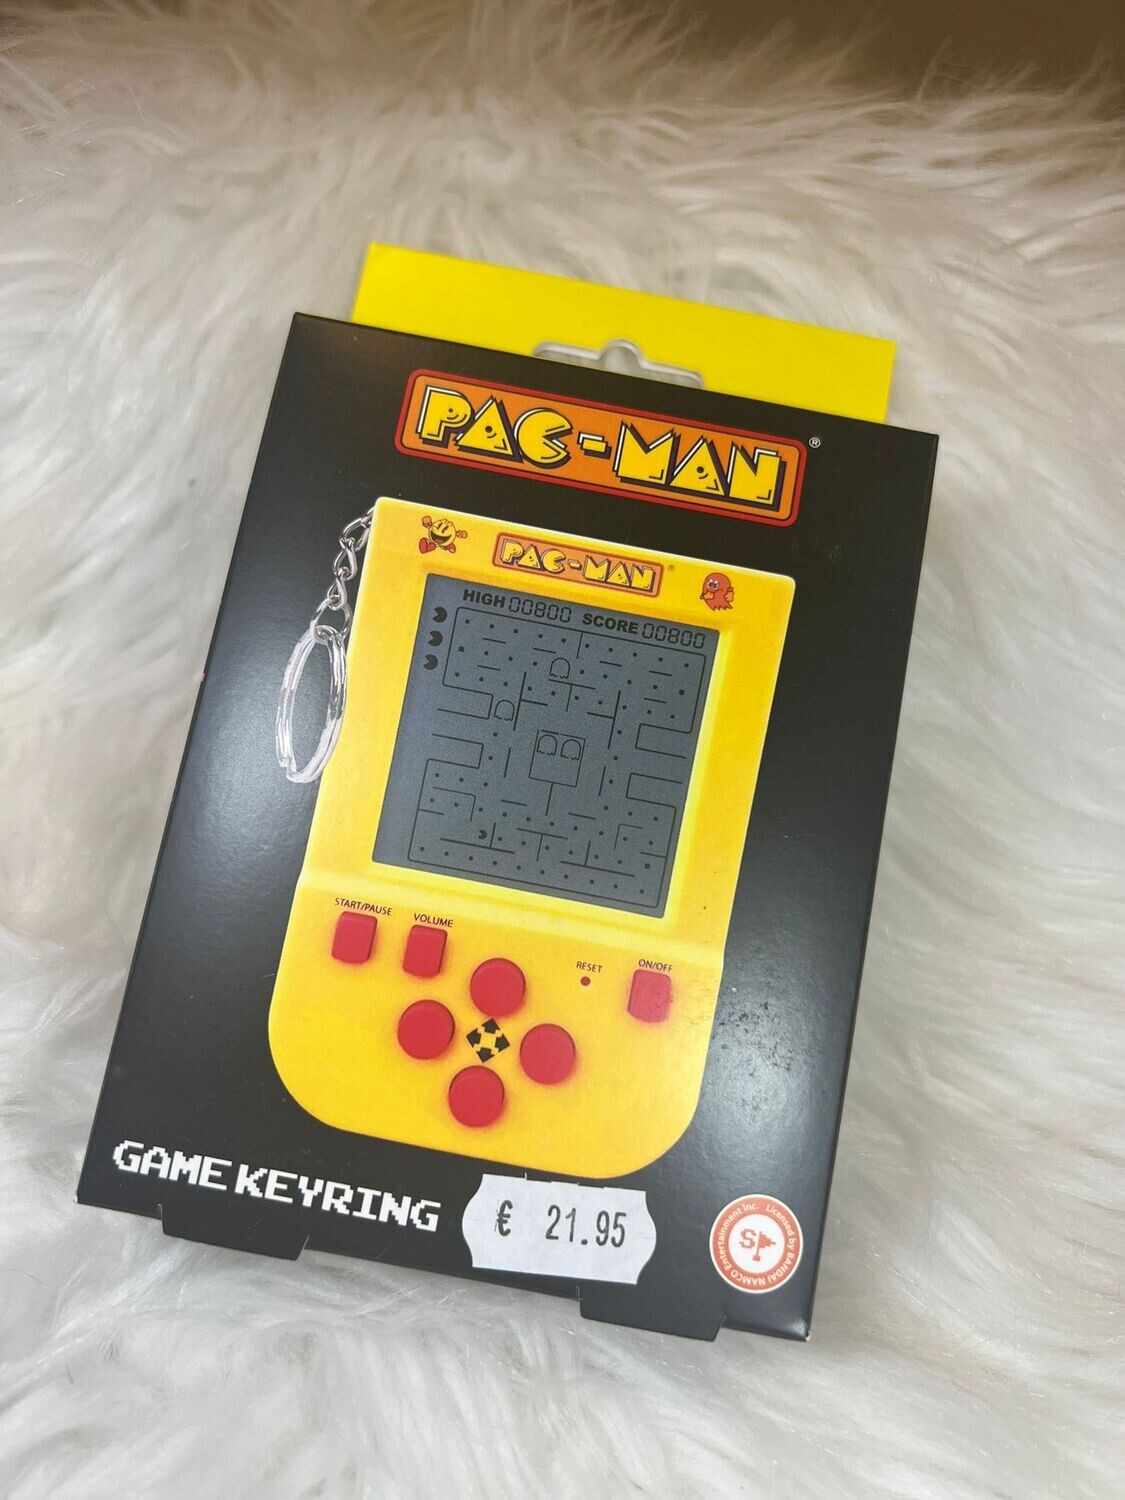 PAC-MAN®
PAC-MAN®
HIGH 00800 SCORE 00800
START/PAUSE
VOLUME
RESET
ON/OFF
GAME KEYRING
€ 21.95
Licensed by BANDAI NAMCO Entertainment Inc.